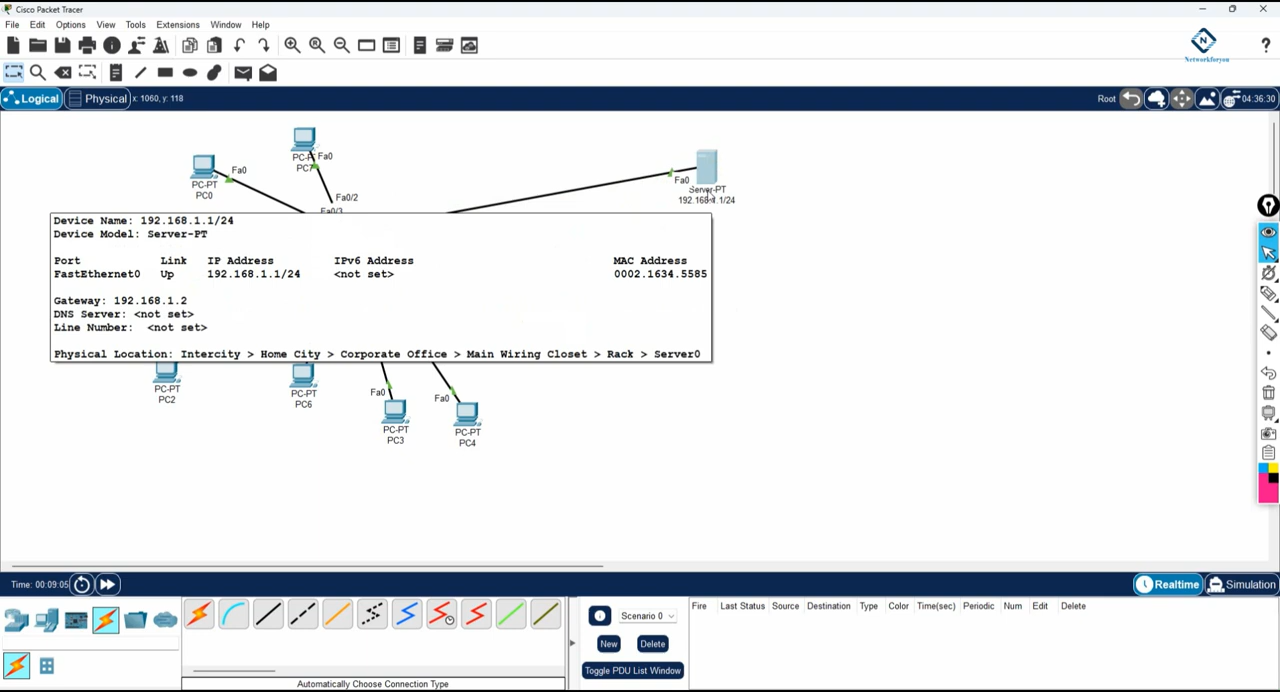 Cisco Packet Tracer
File Edit Options View Tools Extensions Window Help
Networkforyou
Logical Physical x: 1060, y: 118 Root 04:36:30
Fa0
PC-PT
PC0
Fa0
Fa0/2
Fa0/3
Fa0
Server-PT
192.168.1.1/24
Device Name: 192.168.1.1/24
Device Model: Server-PT
Port Link IP Address IPv6 Address MAC Address
FastEthernet0 Up 192.168.1.1/24 <not set> 0002.1634.5585
Gateway: 192.168.1.2
DNS Server: <not set>
Line Number: <not set>
Physical Location: Intercity > Home City > Corporate Office > Main Wiring Closet > Rack > Server0
PC-PT
PC2
PC-PT
PC6
Fa0
PC-PT
PC3
Fa0
PC-PT
PC4
Time: 00:09:05 Realtime Simulation
Scenario 0
New Delete
Toggle PDU List Window
Fire Last Status Source Destination Type Color Time(sec) Periodic Num Edit Delete
Automatically Choose Connection Type